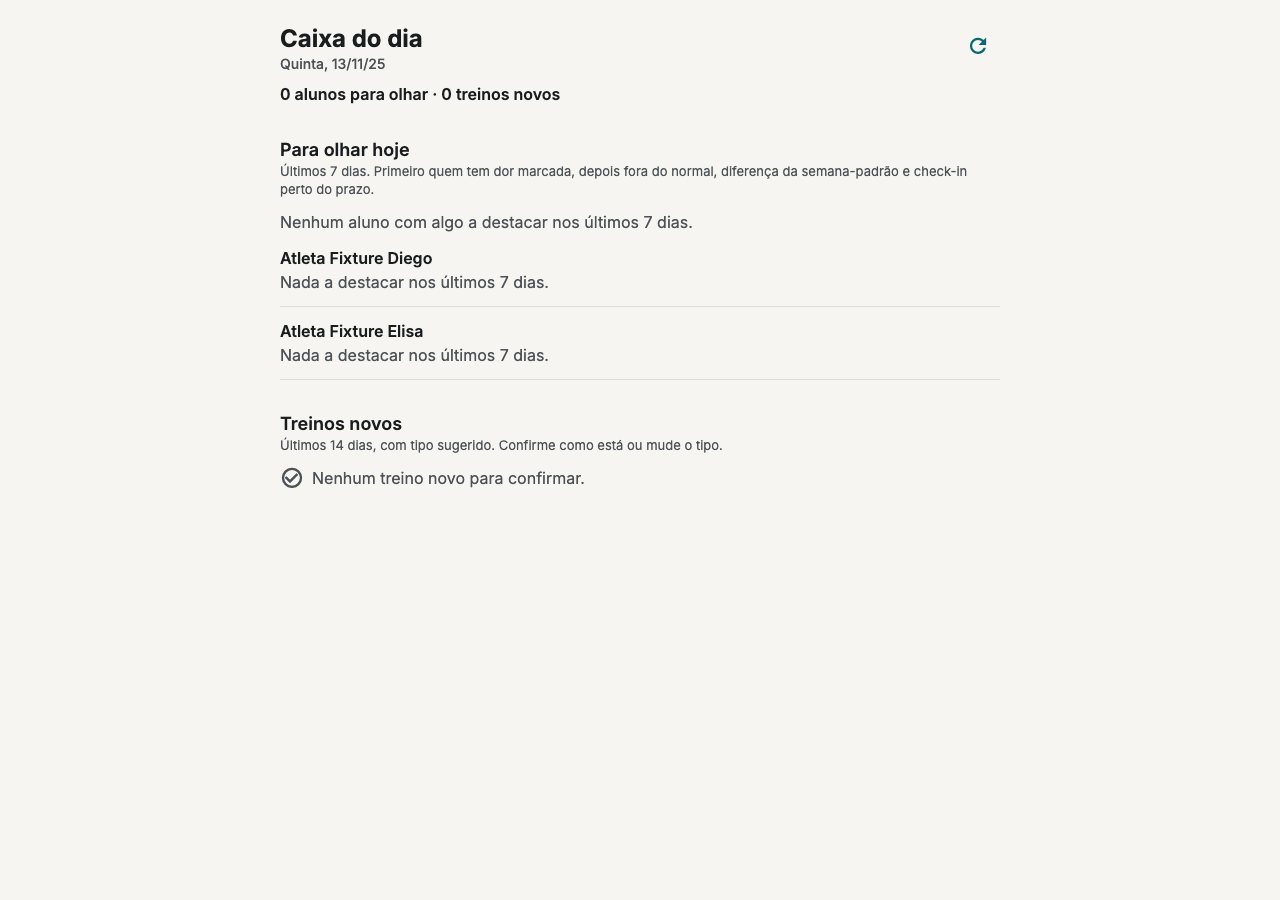 Caixa do dia
Quinta, 13/11/25
0 alunos para olhar · 0 treinos novos
Para olhar hoje
Últimos 7 dias. Primeiro quem tem dor marcada, depois fora do normal, diferença da semana-padrão e check-in
perto do prazo.
Nenhum aluno com algo a destacar nos últimos 7 dias.
Atleta Fixture Diego
Nada a destacar nos últimos 7 dias.
Atleta Fixture Elisa
Nada a destacar nos últimos 7 dias.
Treinos novos
Últimos 14 dias, com tipo sugerido. Confirme como está ou mude o tipo.
Nenhum treino novo para confirmar.